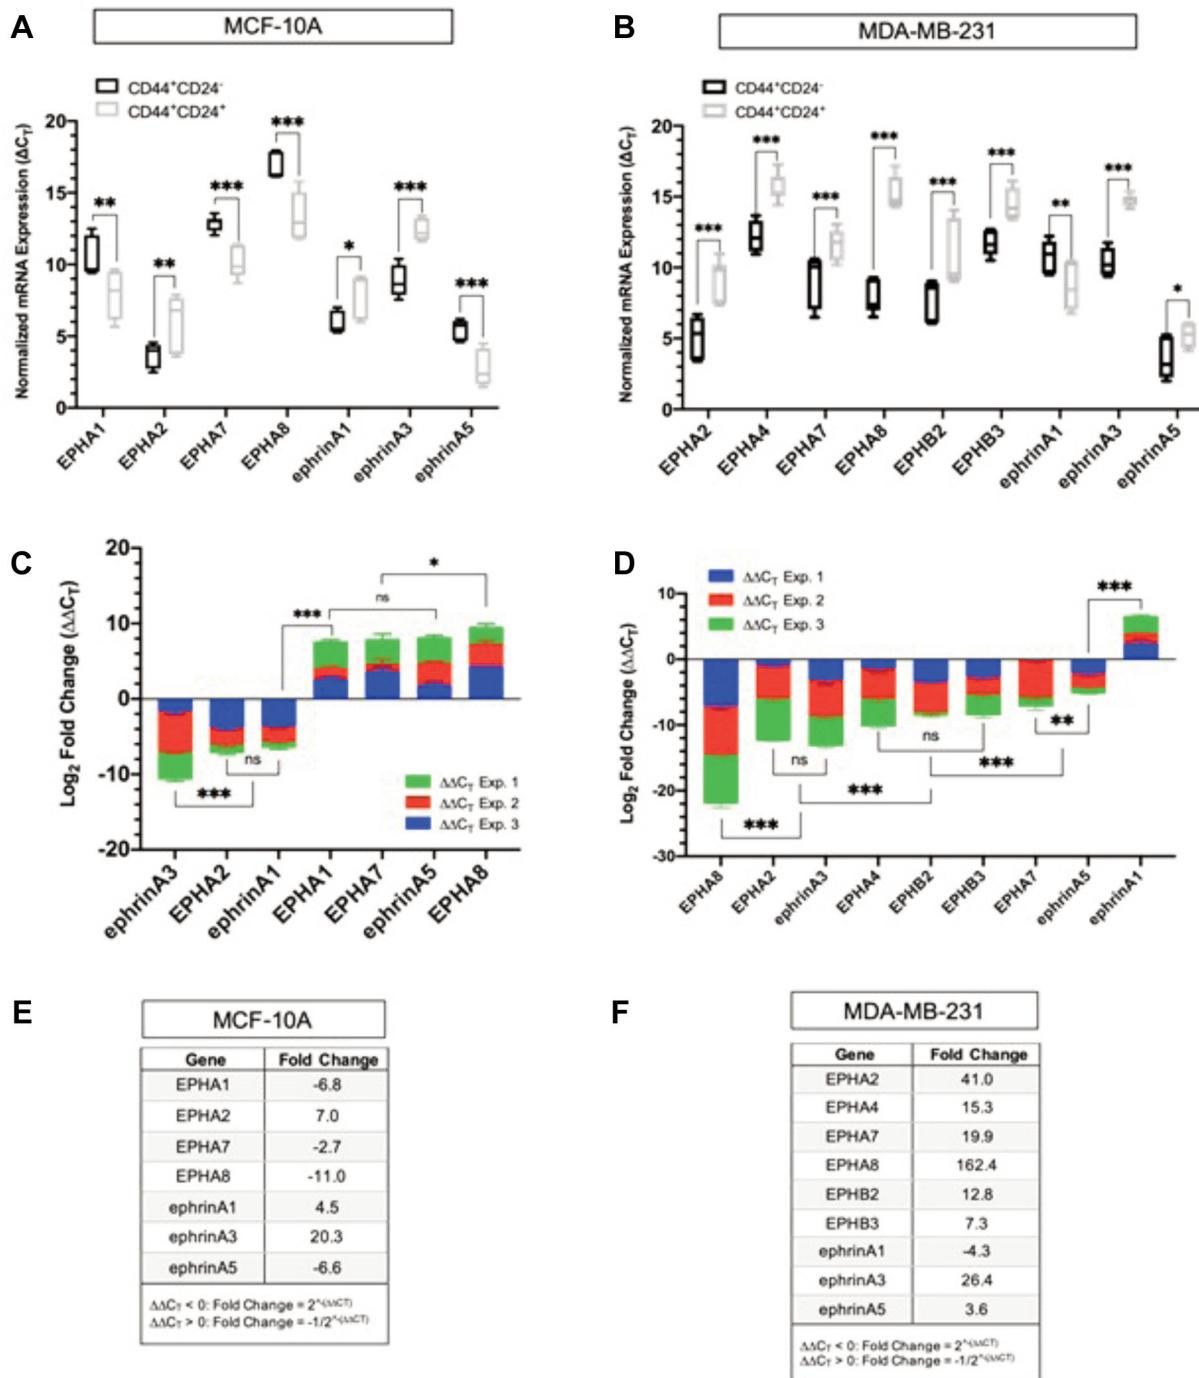 A
MCF-10A
CD44+CD24-
CD44+CD24+
Normalized mRNA Expression (ΔCT)
20
15
10
5
0
**
**
***
***
*
***
***
EPHA1
EPHA2
EPHA7
EPHA8
ephrinA1
ephrinA3
ephrinA5
B
MDA-MB-231
CD44+CD24-
CD44+CD24+
Normalized mRNA Expression (ΔCT)
20
15
10
5
0
***
***
***
***
***
***
**
***
*
EPHA2
EPHA4
EPHA7
EPHA8
EPHB2
EPHB3
ephrinA1
ephrinA3
ephrinA5
C
Log2 Fold Change (ΔΔCT)
20
10
0
-10
-20
*
ns
***
ns
***
ΔΔCT Exp. 1
ΔΔCT Exp. 2
ΔΔCT Exp. 3
ephrinA3
EPHA2
ephrinA1
EPHA1
EPHA7
ephrinA5
EPHA8
D
ΔΔCT Exp. 1
ΔΔCT Exp. 2
ΔΔCT Exp. 3
Log2 Fold Change (ΔΔCT)
10
0
-10
-20
-30
***
**
ns
***
ns
***
***
EPHA8
EPHA2
ephrinA3
EPHA4
EPHB2
EPHB3
EPHA7
ephrinA5
ephrinA1
E
MCF-10A
Gene Fold Change
EPHA1 -6.8
EPHA2 7.0
EPHA7 -2.7
EPHA8 -11.0
ephrinA1 4.5
ephrinA3 20.3
ephrinA5 -6.6
ΔΔCT < 0: Fold Change = 2^-(ΔΔCT)
ΔΔCT > 0: Fold Change = -1/2^-(ΔΔCT)
F
MDA-MB-231
Gene Fold Change
EPHA2 41.0
EPHA4 15.3
EPHA7 19.9
EPHA8 162.4
EPHB2 12.8
EPHB3 7.3
ephrinA1 -4.3
ephrinA3 26.4
ephrinA5 3.6
ΔΔCT < 0: Fold Change = 2^-(ΔΔCT)
ΔΔCT > 0: Fold Change = -1/2^-(ΔΔCT)